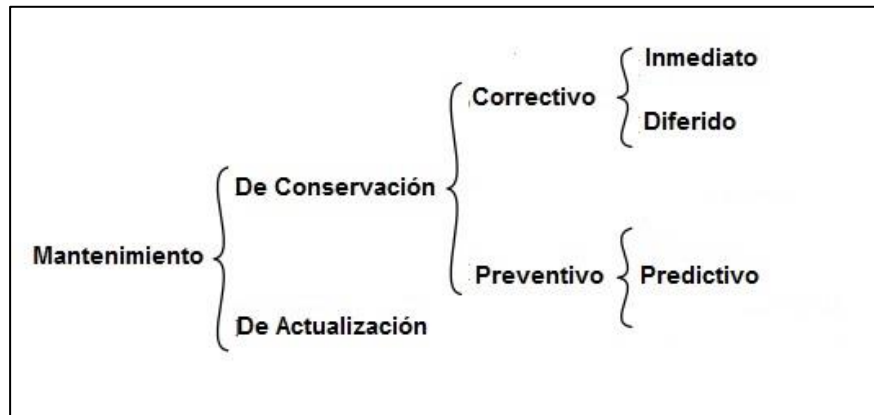 Mantenimiento
De Conservación
De Actualización
Correctivo
Preventivo
Inmediato
Diferido
Predictivo